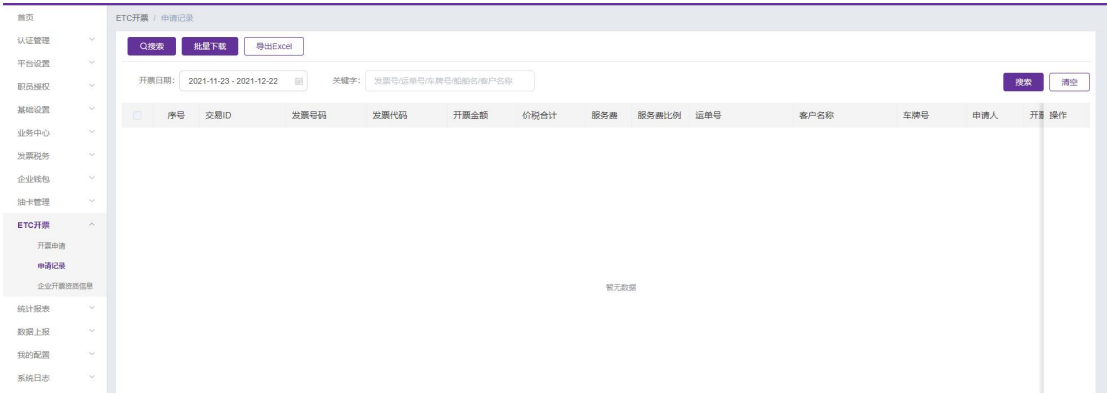 首页
认证管理
平台设置
职员授权
基础设置
业务中心
发票税务
企业钱包
油卡管理
ETC开票
开票申请
申请记录
企业开票资质信息
统计报表
数据上报
我的配置
系统日志
ETC开票 / 申请记录
搜索 批量下载 导出Excel
开票日期： 2021-11-23 - 2021-12-22 关键字： 发票号/运单号/车牌号/船舶名/客户名称 搜索 清空
序号 交易ID 发票号码 发票代码 开票金额 价税合计 服务费 服务费比例 运单号 客户名称 车牌号 申请人 开 操作
暂无数据